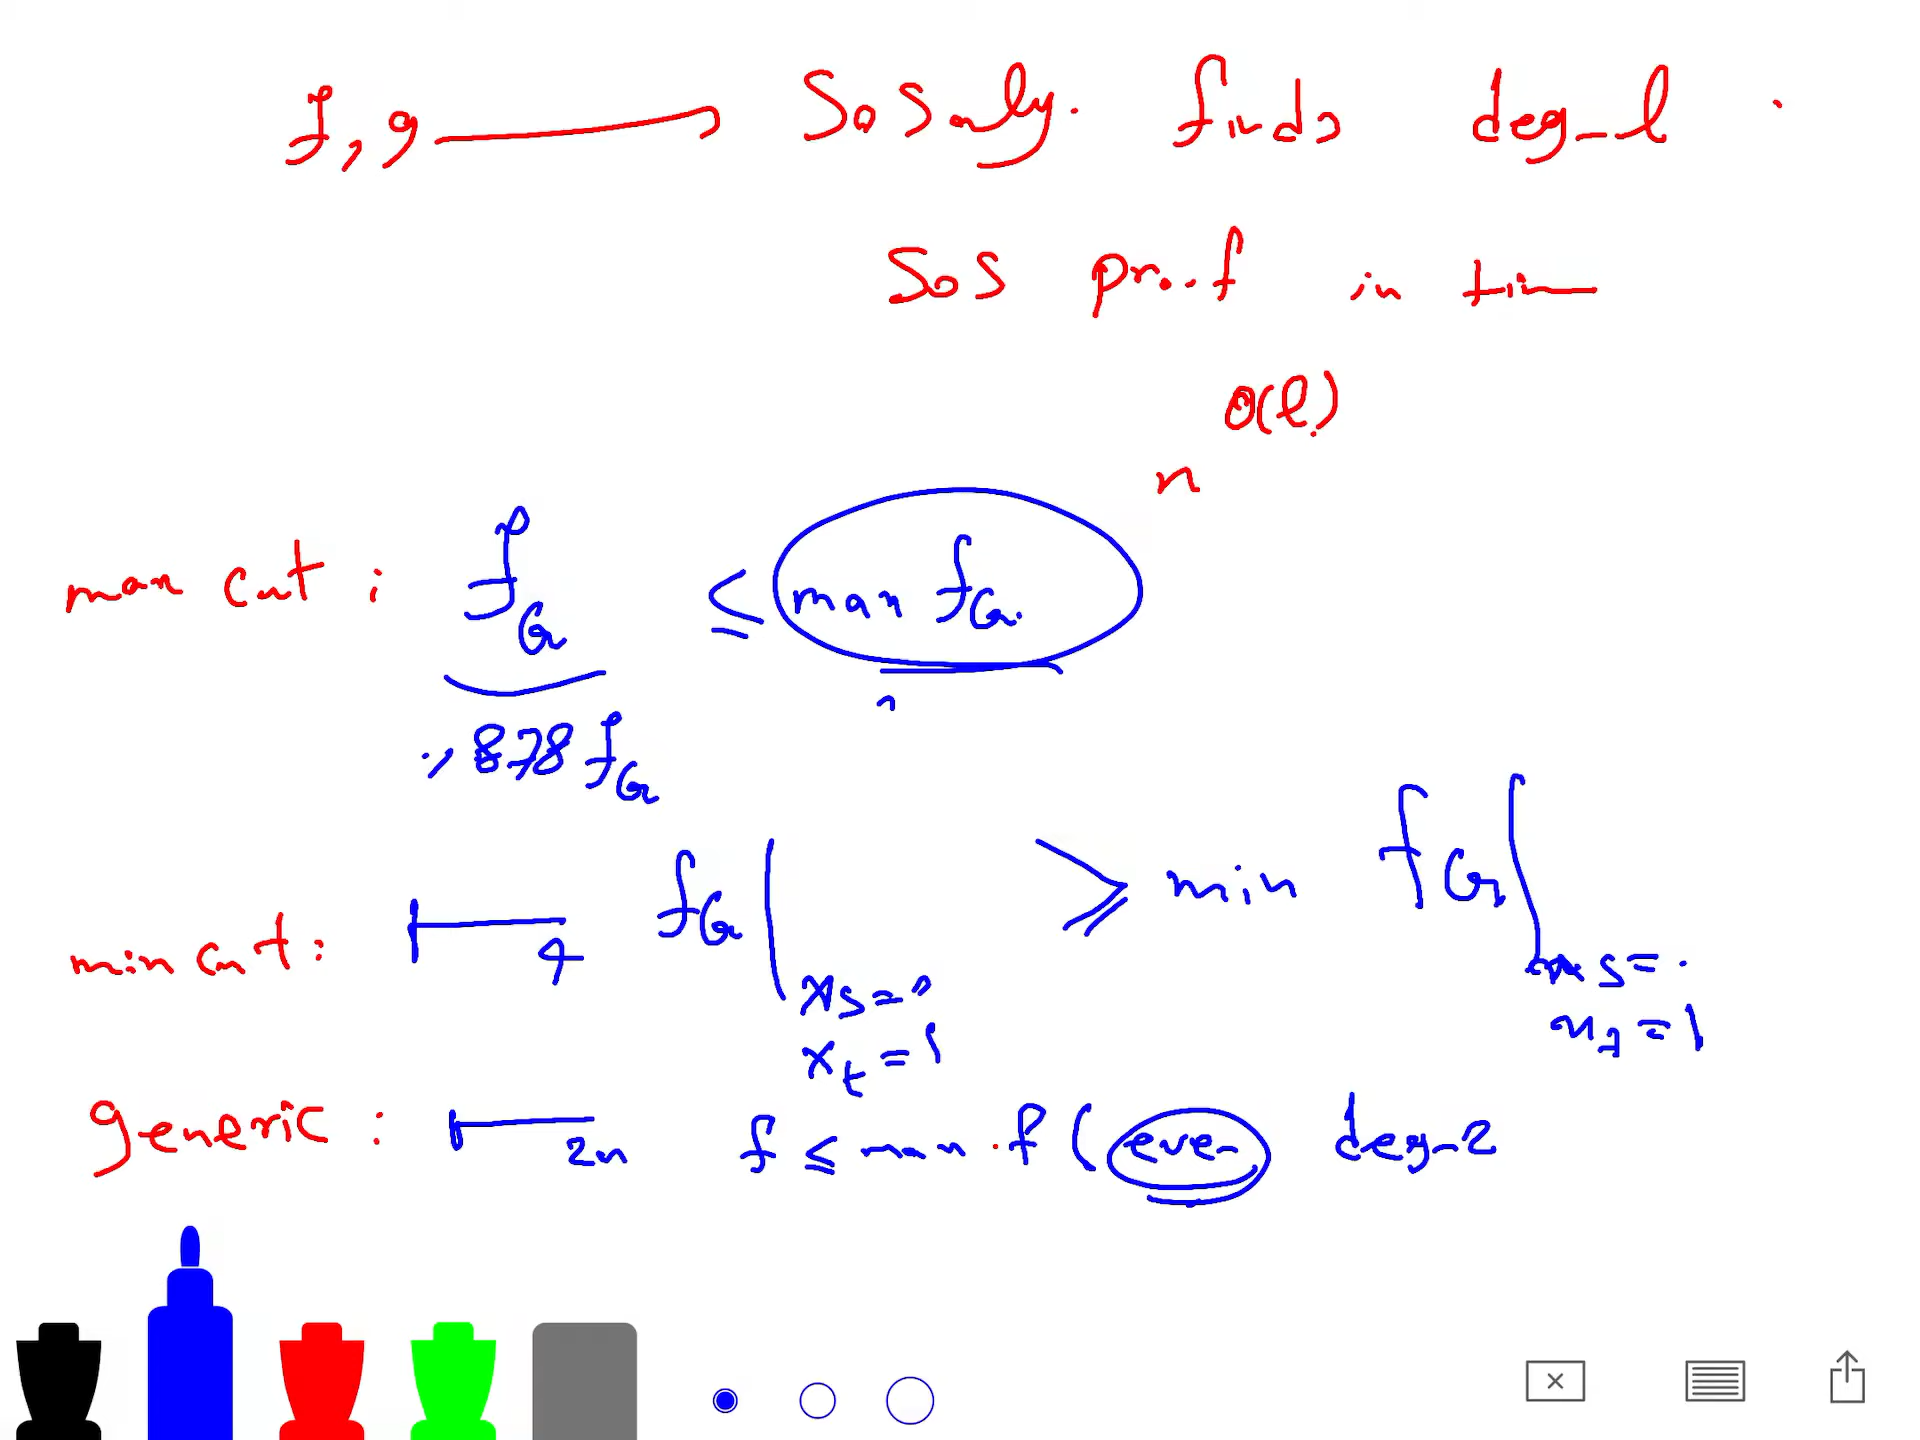 f, g → SoS alg. finds deg-l
SoS proof in time
n^{O(l)}
max cut : f_G ≤ max f_G
.878 f_G
min cut : ⊢_4 f_G | x_s=0 x_t=1 ≥ min f_G | x_s=0 x_t=1
generic : ⊢_{2n} f ≤ max f (even deg-2